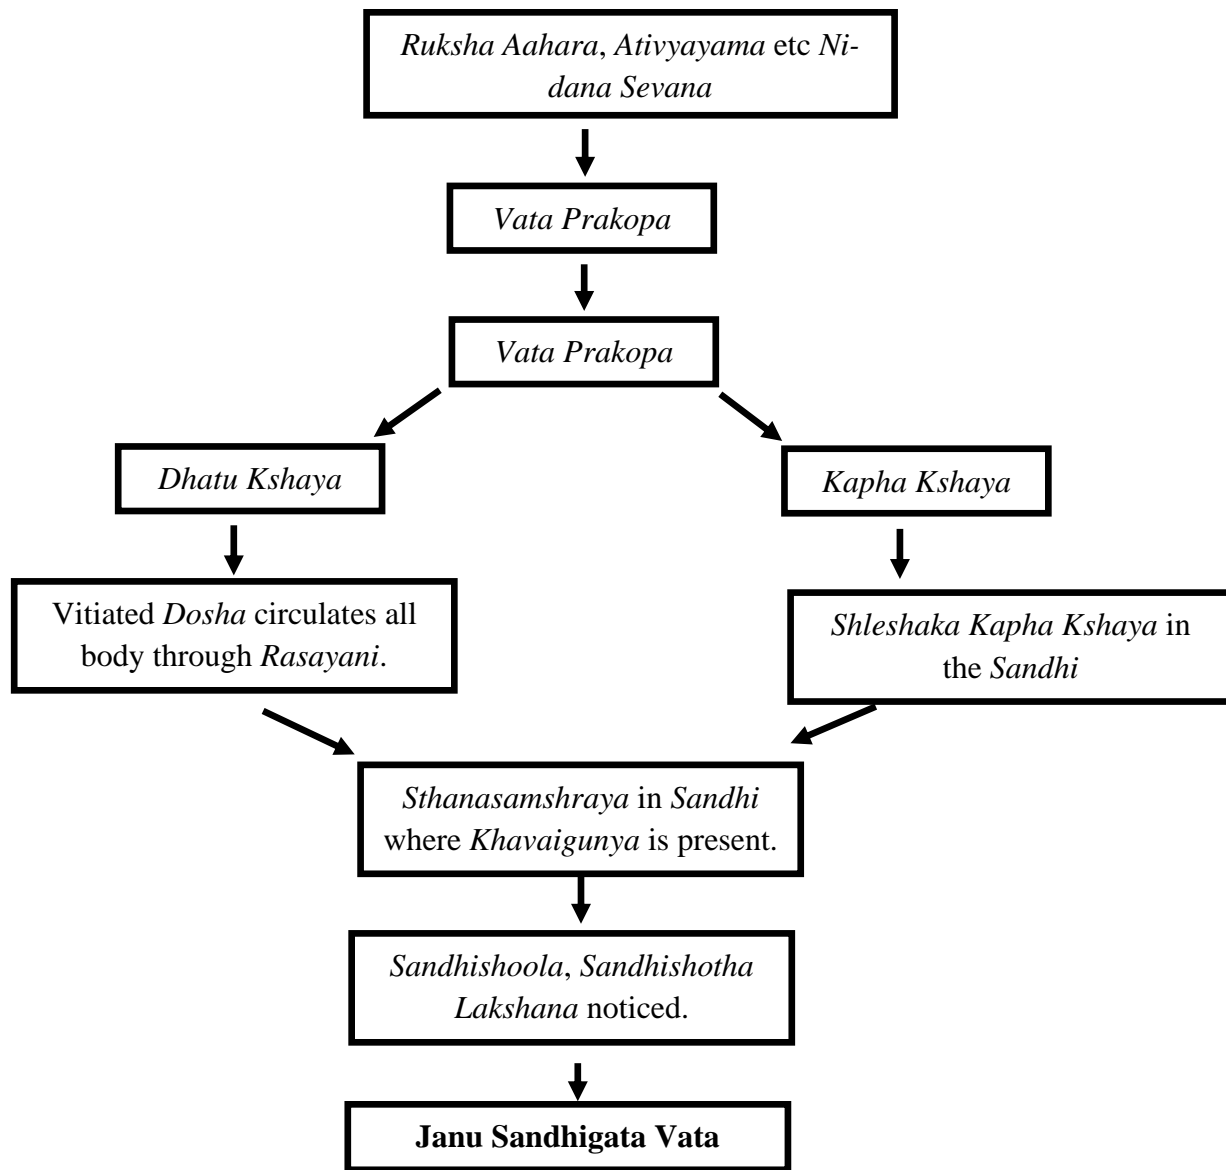 Ruksha Aahara, Ativyayama etc Ni-
dana Sevana
Vata Prakopa
Vata Prakopa
Dhatu Kshaya
Kapha Kshaya
Vitiated Dosha circulates all
body through Rasayani.
Shleshaka Kapha Kshaya in
the Sandhi
Sthanasamshraya in Sandhi
where Khavaigunya is present.
Sandhishoola, Sandhishotha
Lakshana noticed.
Janu Sandhigata Vata